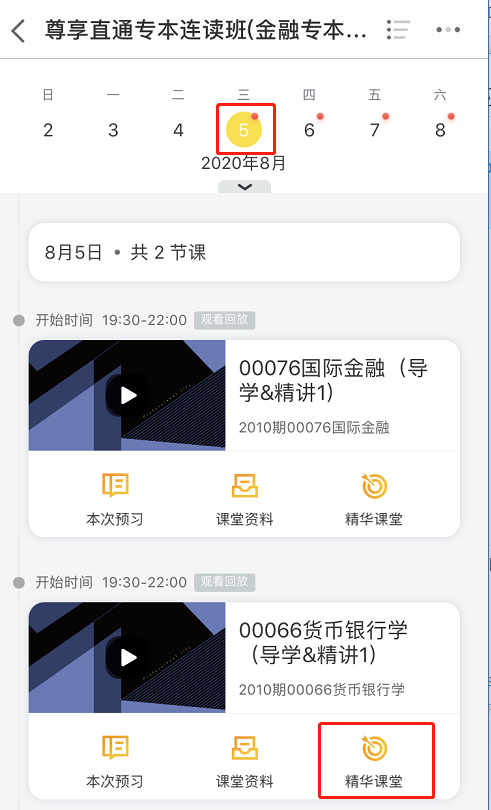 尊享直通专本连读班(金融专本...
日 一 二 三 四 五 六
2 3 4 5 6 7 8
2020年8月
8月5日 • 共 2 节课
开始时间 19:30-22:00 观看回放
00076国际金融（导
学&精讲1）
2010期00076国际金融
本次预习 课堂资料 精华课堂
开始时间 19:30-22:00 观看回放
00066货币银行学
（导学&精讲1）
2010期00066货币银行学
本次预习 课堂资料 精华课堂